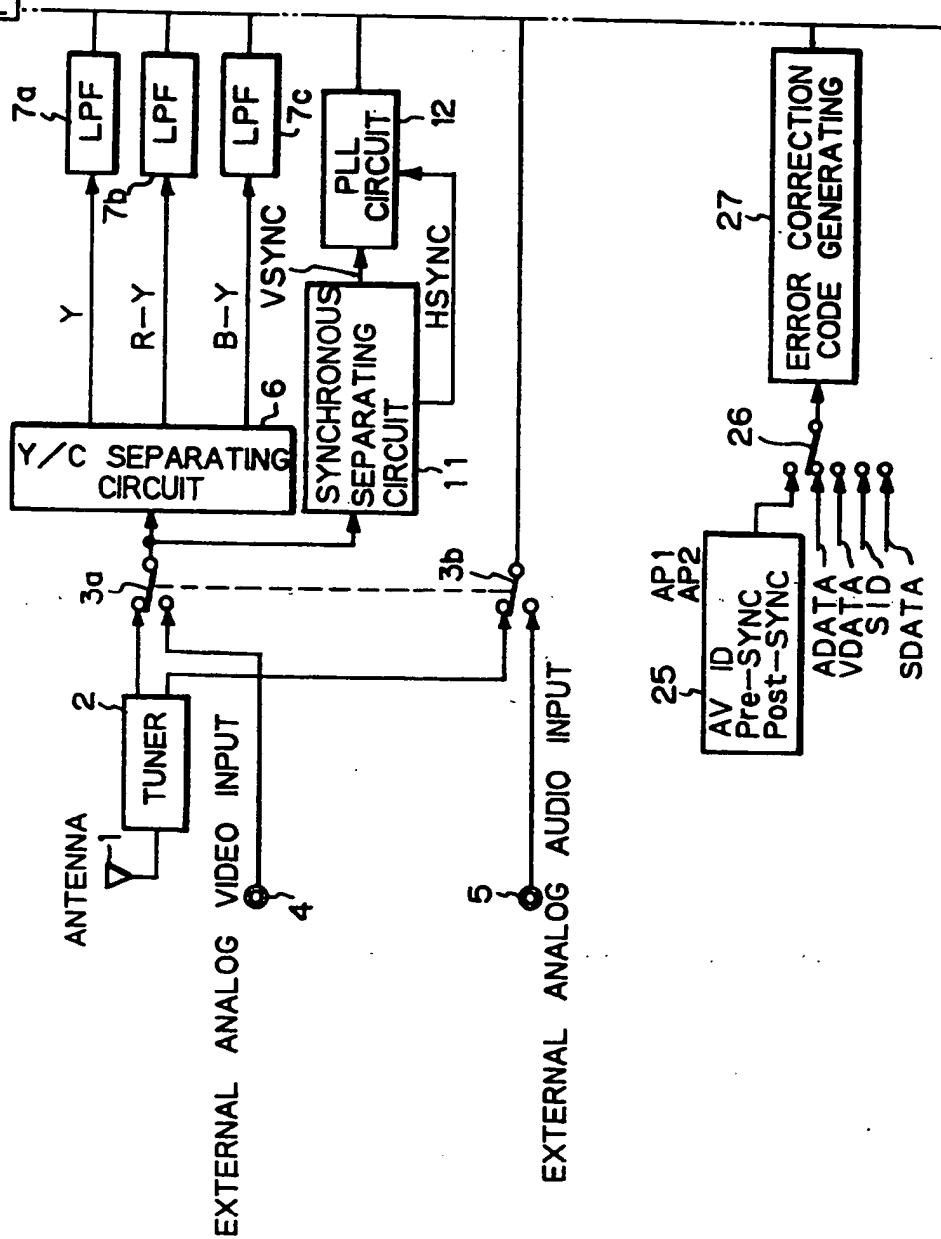 ANTENNA
1
2
TUNER
EXTERNAL ANALOG VIDEO INPUT
4
3a
Y/C SEPARATING
CIRCUIT
6
Y
R-Y
B-Y
7a
LPF
7b
LPF
LPF
7c
SYNCHRONOUS
SEPARATING
CIRCUIT
11
VSYNC
HSYNC
PLL
CIRCUIT
12
5
EXTERNAL ANALOG AUDIO INPUT
3b
25
AV ID
Pre-SYNC
Post-SYNC
AP1
AP2
ADATA
VDATA
SID
SDATA
26
ERROR CORRECTION
CODE GENERATING
27